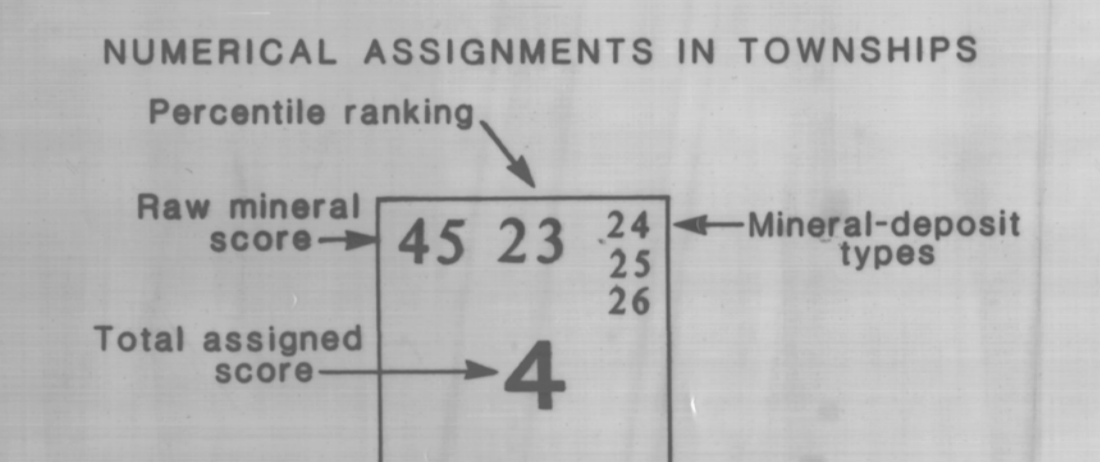 NUMERICAL ASSIGNMENTS IN TOWNSHIPS
Percentile ranking
Raw mineral
score
45 23
24
25
26
Mineral-deposit
types
Total assigned
score
4